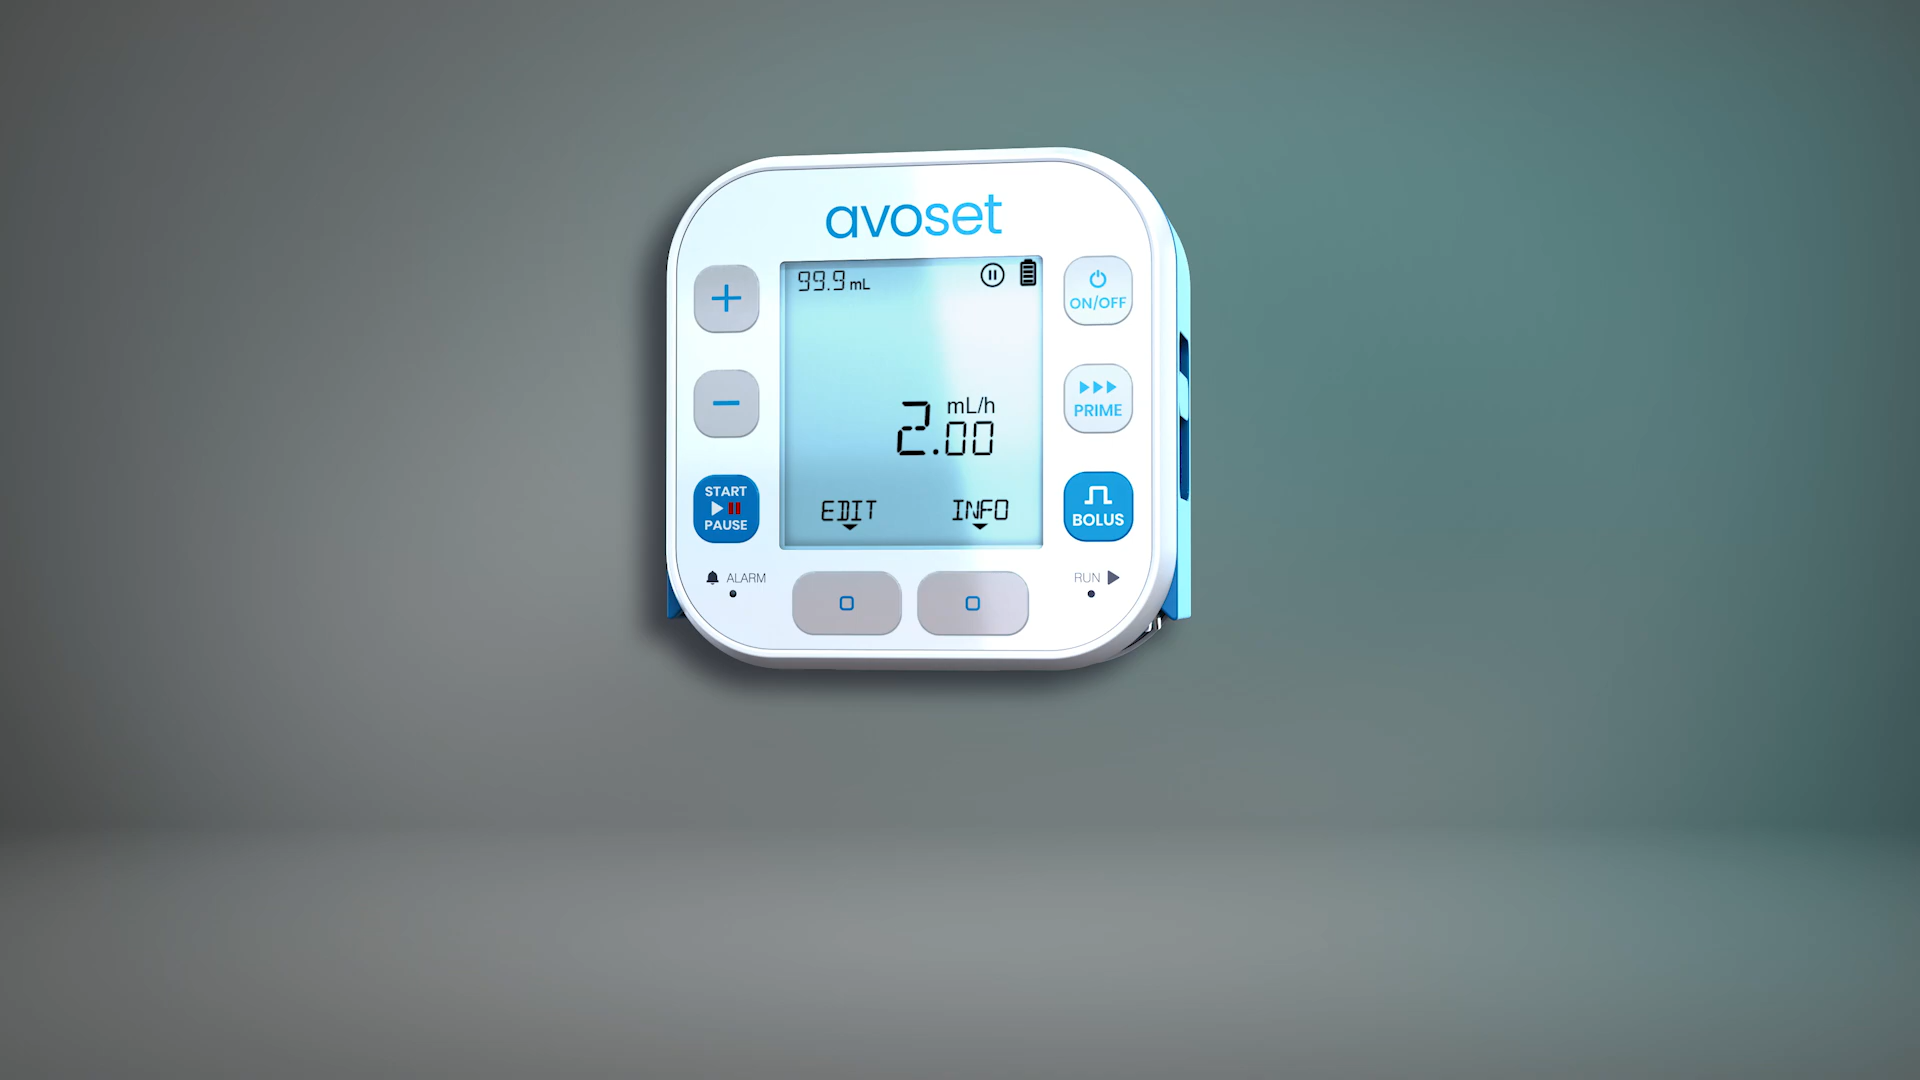 avoset
99.9 mL
ON/OFF
PRIME
mL/h
2.00
START
PAUSE
BOLUS
EDIT
INFO
ALARM
RUN